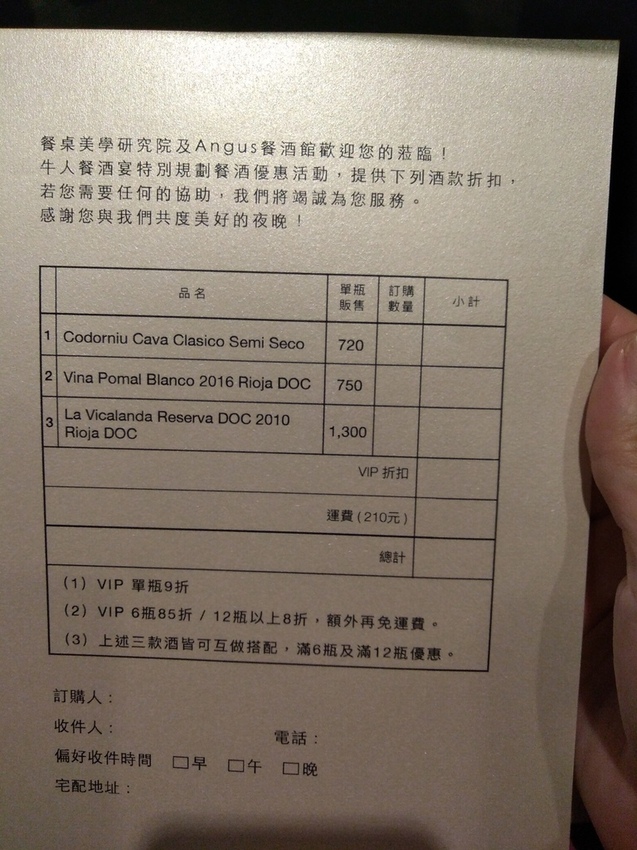 餐桌美學研究院及Angus餐酒館歡迎您的蒞臨！
牛人餐酒宴特別規劃餐酒優惠活動，提供下列酒款折扣，
若您需要任何的協助，我們將竭誠為您服務。
感謝您與我們共度美好的夜晚！
品名 單瓶販售 訂購數量 小計
1 Codorniu Cava Clasico Semi Seco 720
2 Vina Pomal Blanco 2016 Rioja DOC 750
3 La Vicalanda Reserva DOC 2010
Rioja DOC 1,300
VIP 折扣
運費（210元）
總計
（1）VIP 單瓶9折
（2）VIP 6瓶85折 / 12瓶以上8折，額外再免運費。
（3）上述三款酒皆可互做搭配，滿6瓶及滿12瓶優惠。
訂購人：
收件人： 電話：
偏好收件時間 □早 □午 □晚
宅配地址：